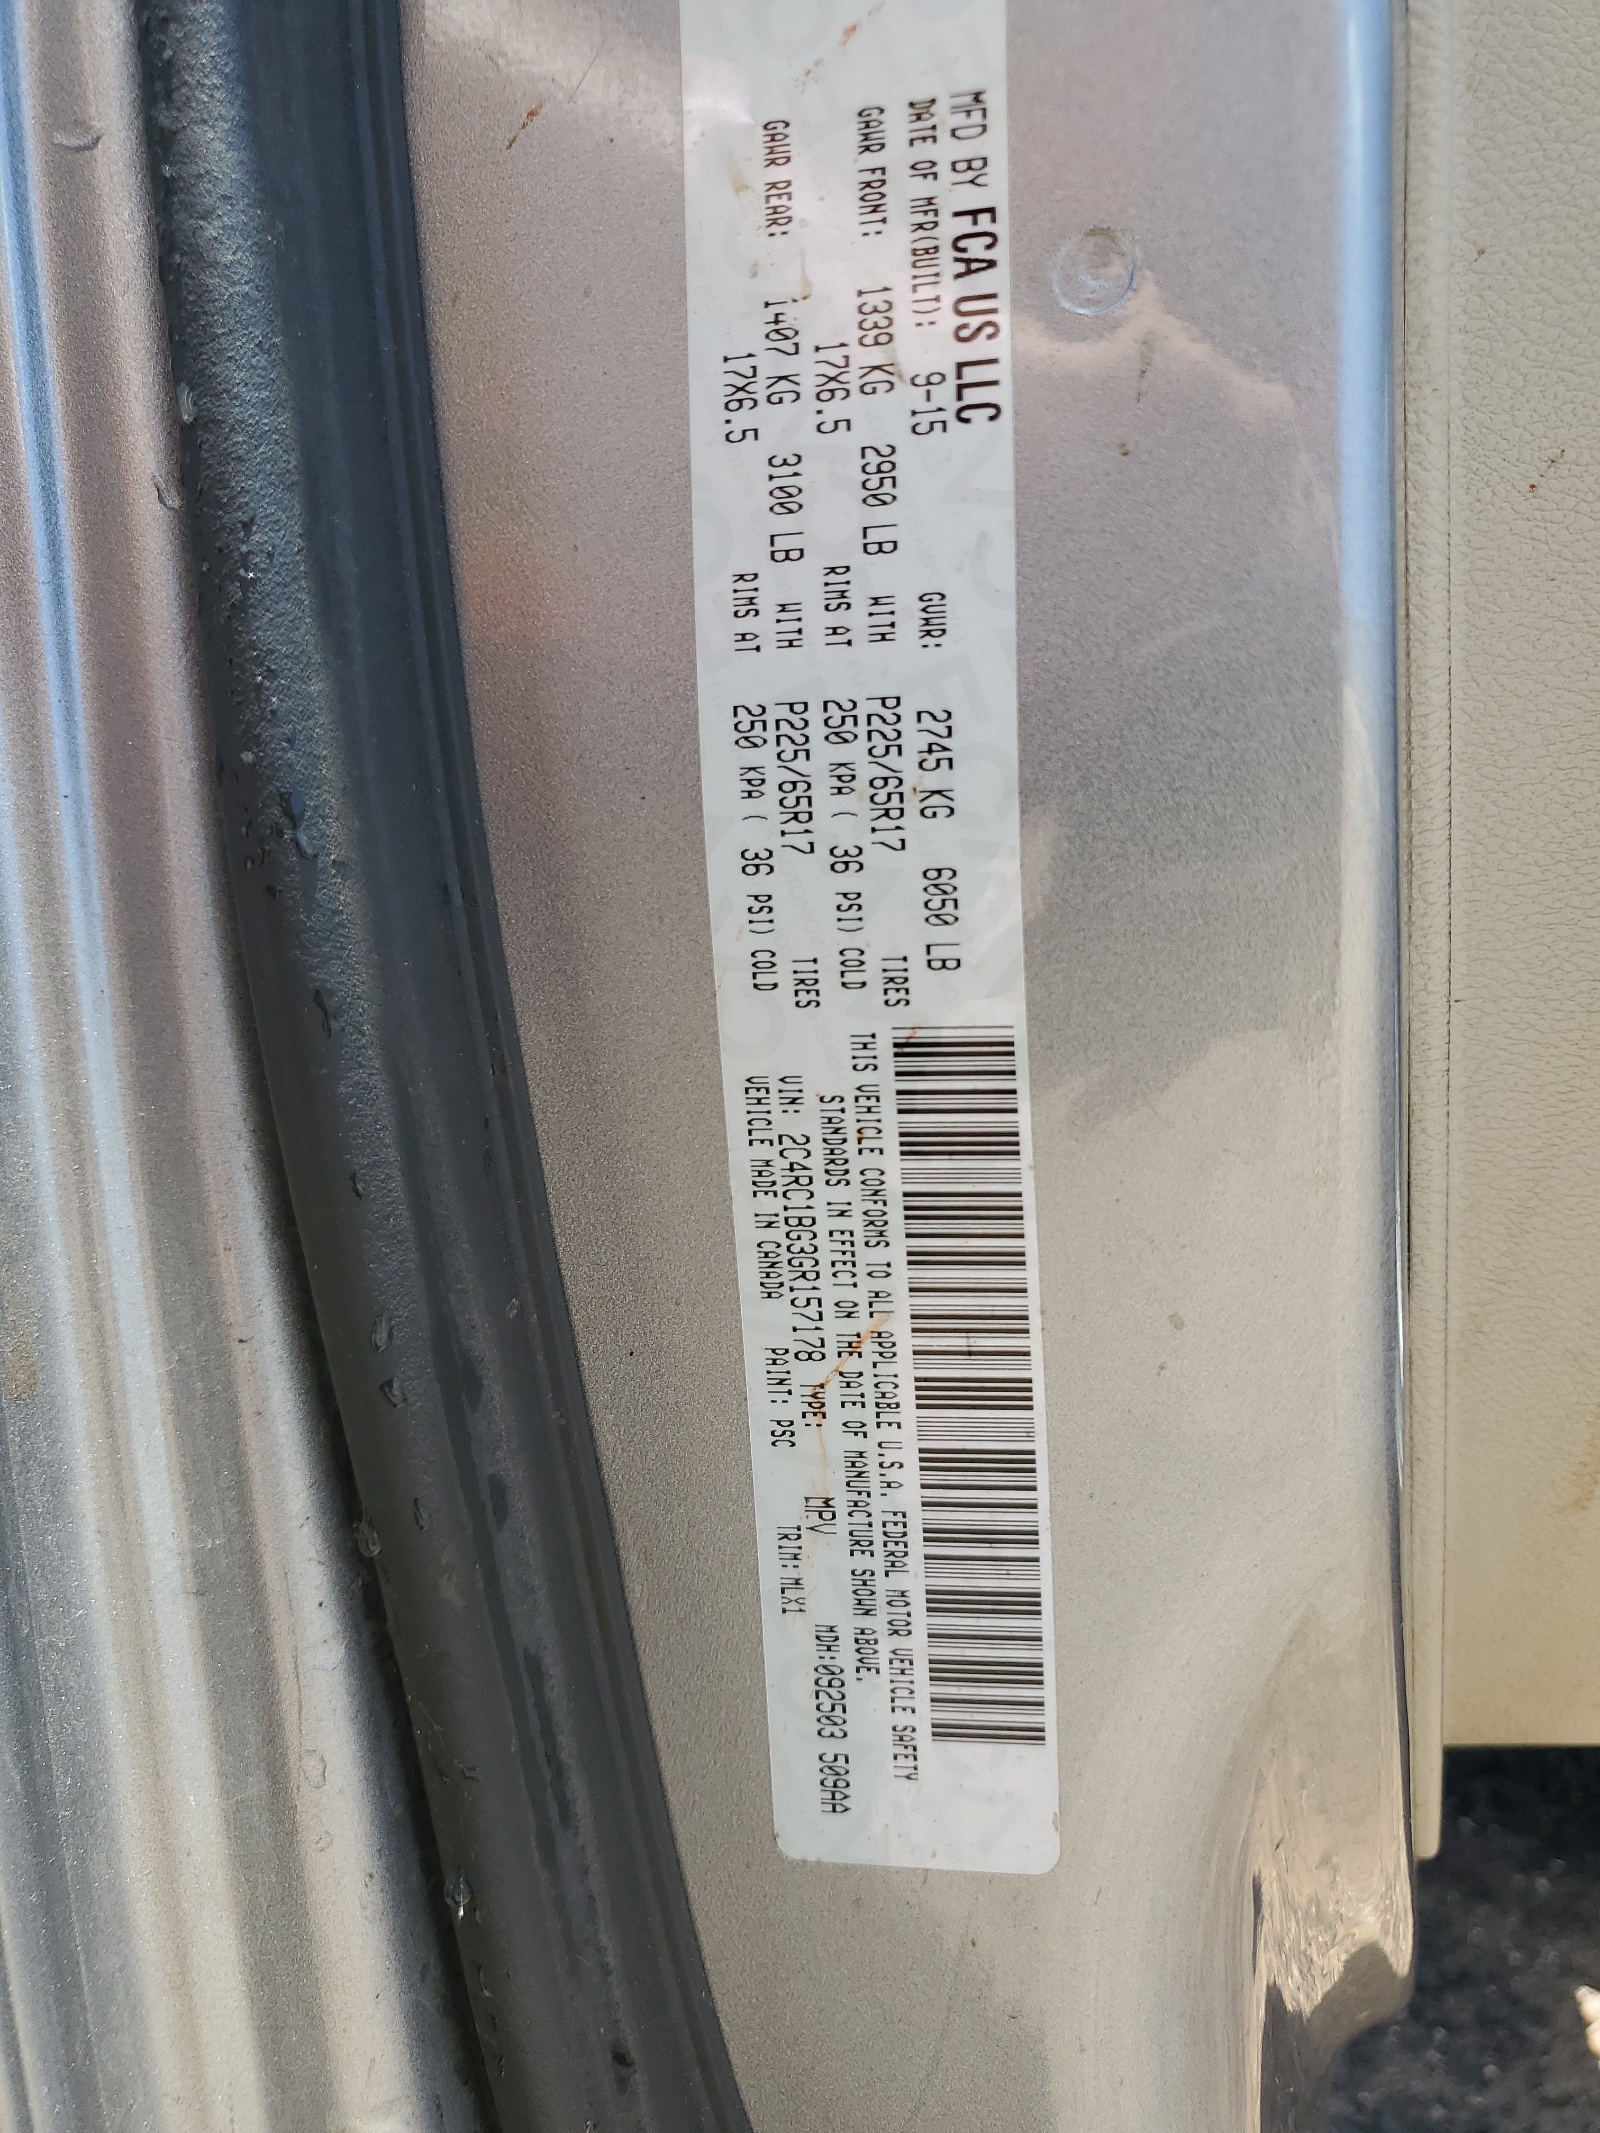 MFD BY FCA US LLC
DATE OF MFR(BUILT): 9-15 GVWR: 2745 KG 6050 LB
GAWR FRONT: 1339 KG 2950 LB WITH P225/65R17 TIRES
17X6.5 RIMS AT 250 KPA ( 36 PSI) COLD
GAWR REAR: 1407 KG 3100 LB WITH P225/65R17 TIRES
17X6.5 RIMS AT 250 KPA ( 36 PSI) COLD
THIS VEHICLE CONFORMS TO ALL APPLICABLE U.S.A. FEDERAL MOTOR VEHICLE SAFETY
STANDARDS IN EFFECT ON THE DATE OF MANUFACTURE SHOWN ABOVE.
VIN: 2C4RC1BG3GR157178 TYPE: MPV MDH:092503 509AA
VEHICLE MADE IN CANADA PAINT: PSC TRIM: MLX1